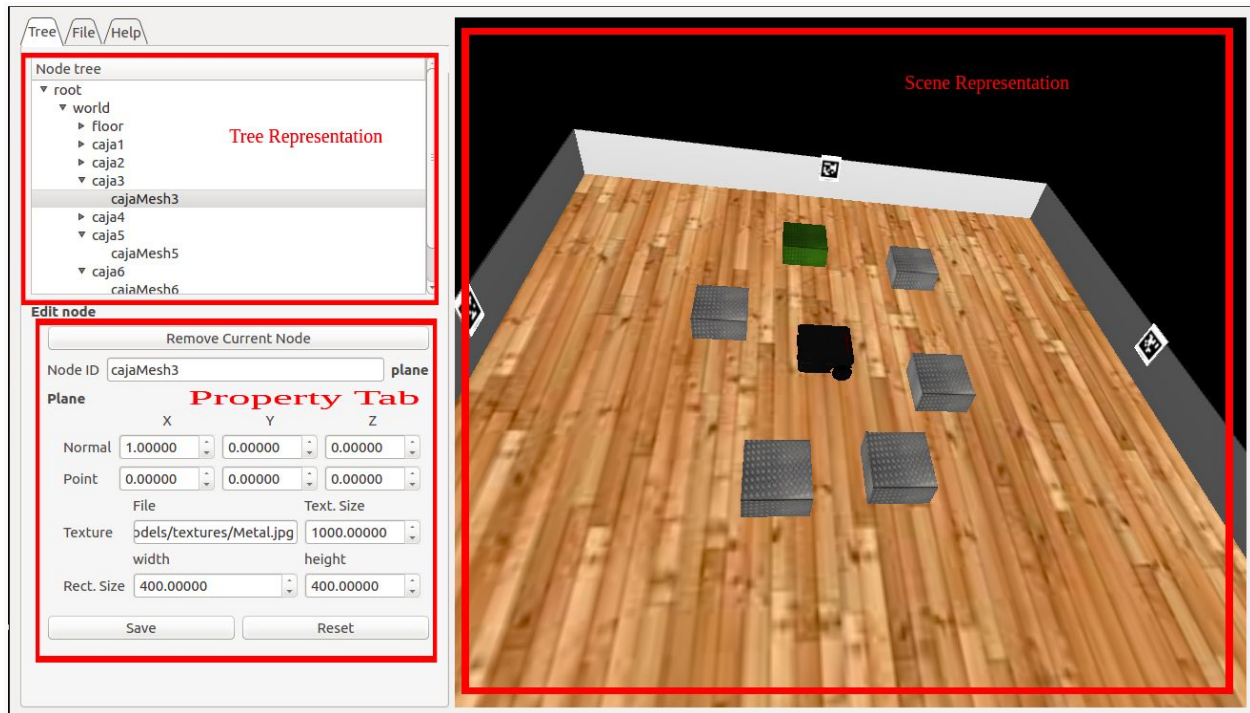 Tree File Help
Node tree
root
world
floor
caja1
caja2
caja3
cajaMesh3
caja4
caja5
cajaMesh5
caja6
cajaMesh6
Tree Representation
Edit node
Remove Current Node
Node ID cajaMesh3 plane
Plane Property Tab
X Y Z
Normal 1.00000 0.00000 0.00000
Point 0.00000 0.00000 0.00000
File Text. Size
Texture odels/textures/Metal.jpg 1000.00000
width height
Rect. Size 400.00000 400.00000
Save Reset
Scene Representation